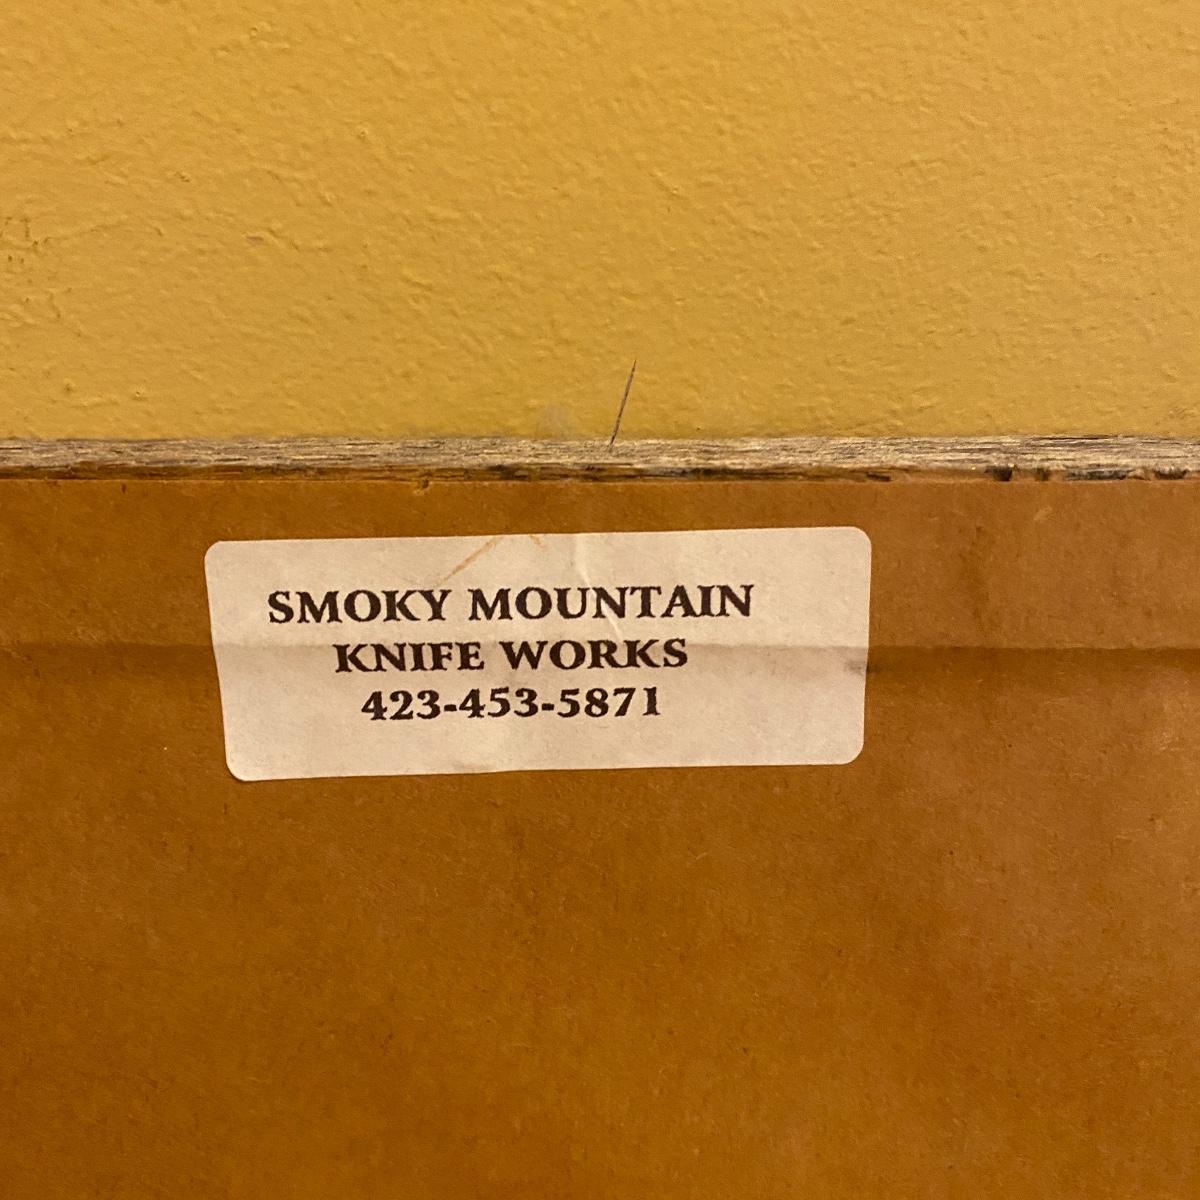 SMOKY MOUNTAIN
KNIFE WORKS
423-453-5871